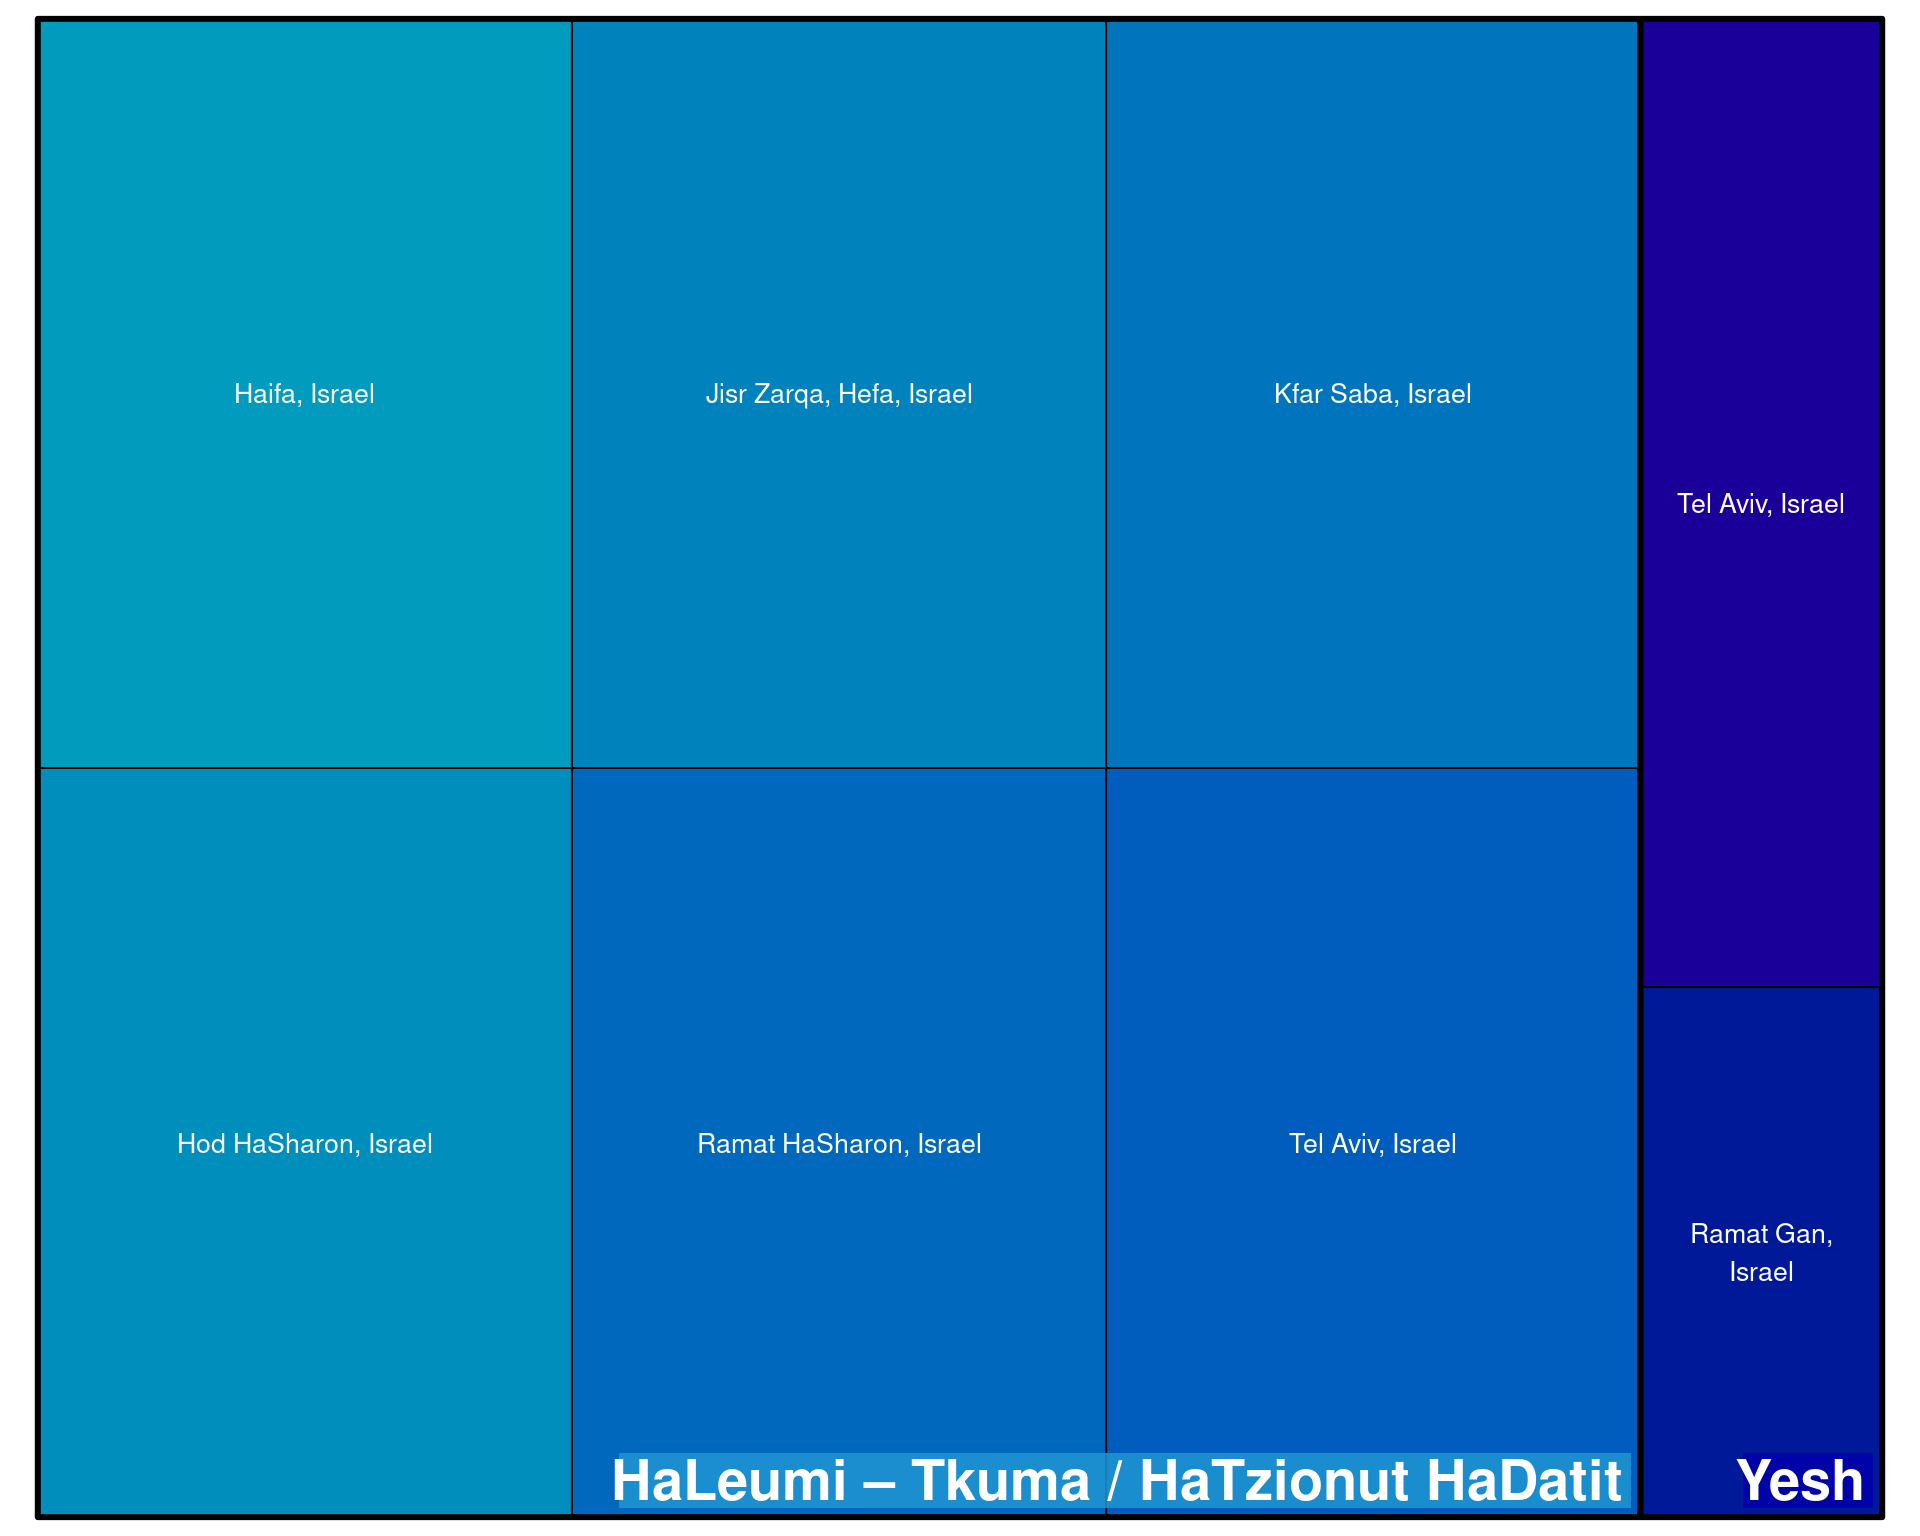 Haifa, Israel
Jisr Zarqa, Hefa, Israel
Kfar Saba, Israel
Tel Aviv, Israel
Hod HaSharon, Israel
Ramat HaSharon, Israel
Tel Aviv, Israel
Ramat Gan,
Israel
HaLeumi – Tkuma / HaTzionut HaDatit
Yesh